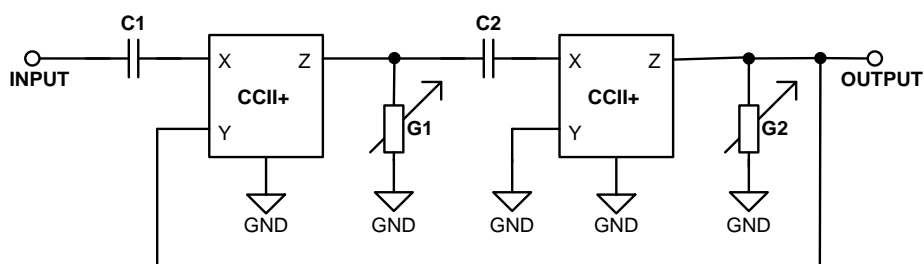 C1
C2
INPUT
X
Z
X
Z
OUTPUT
CCII+
CCII+
Y
G1
Y
G2
GND
GND
GND
GND
GND